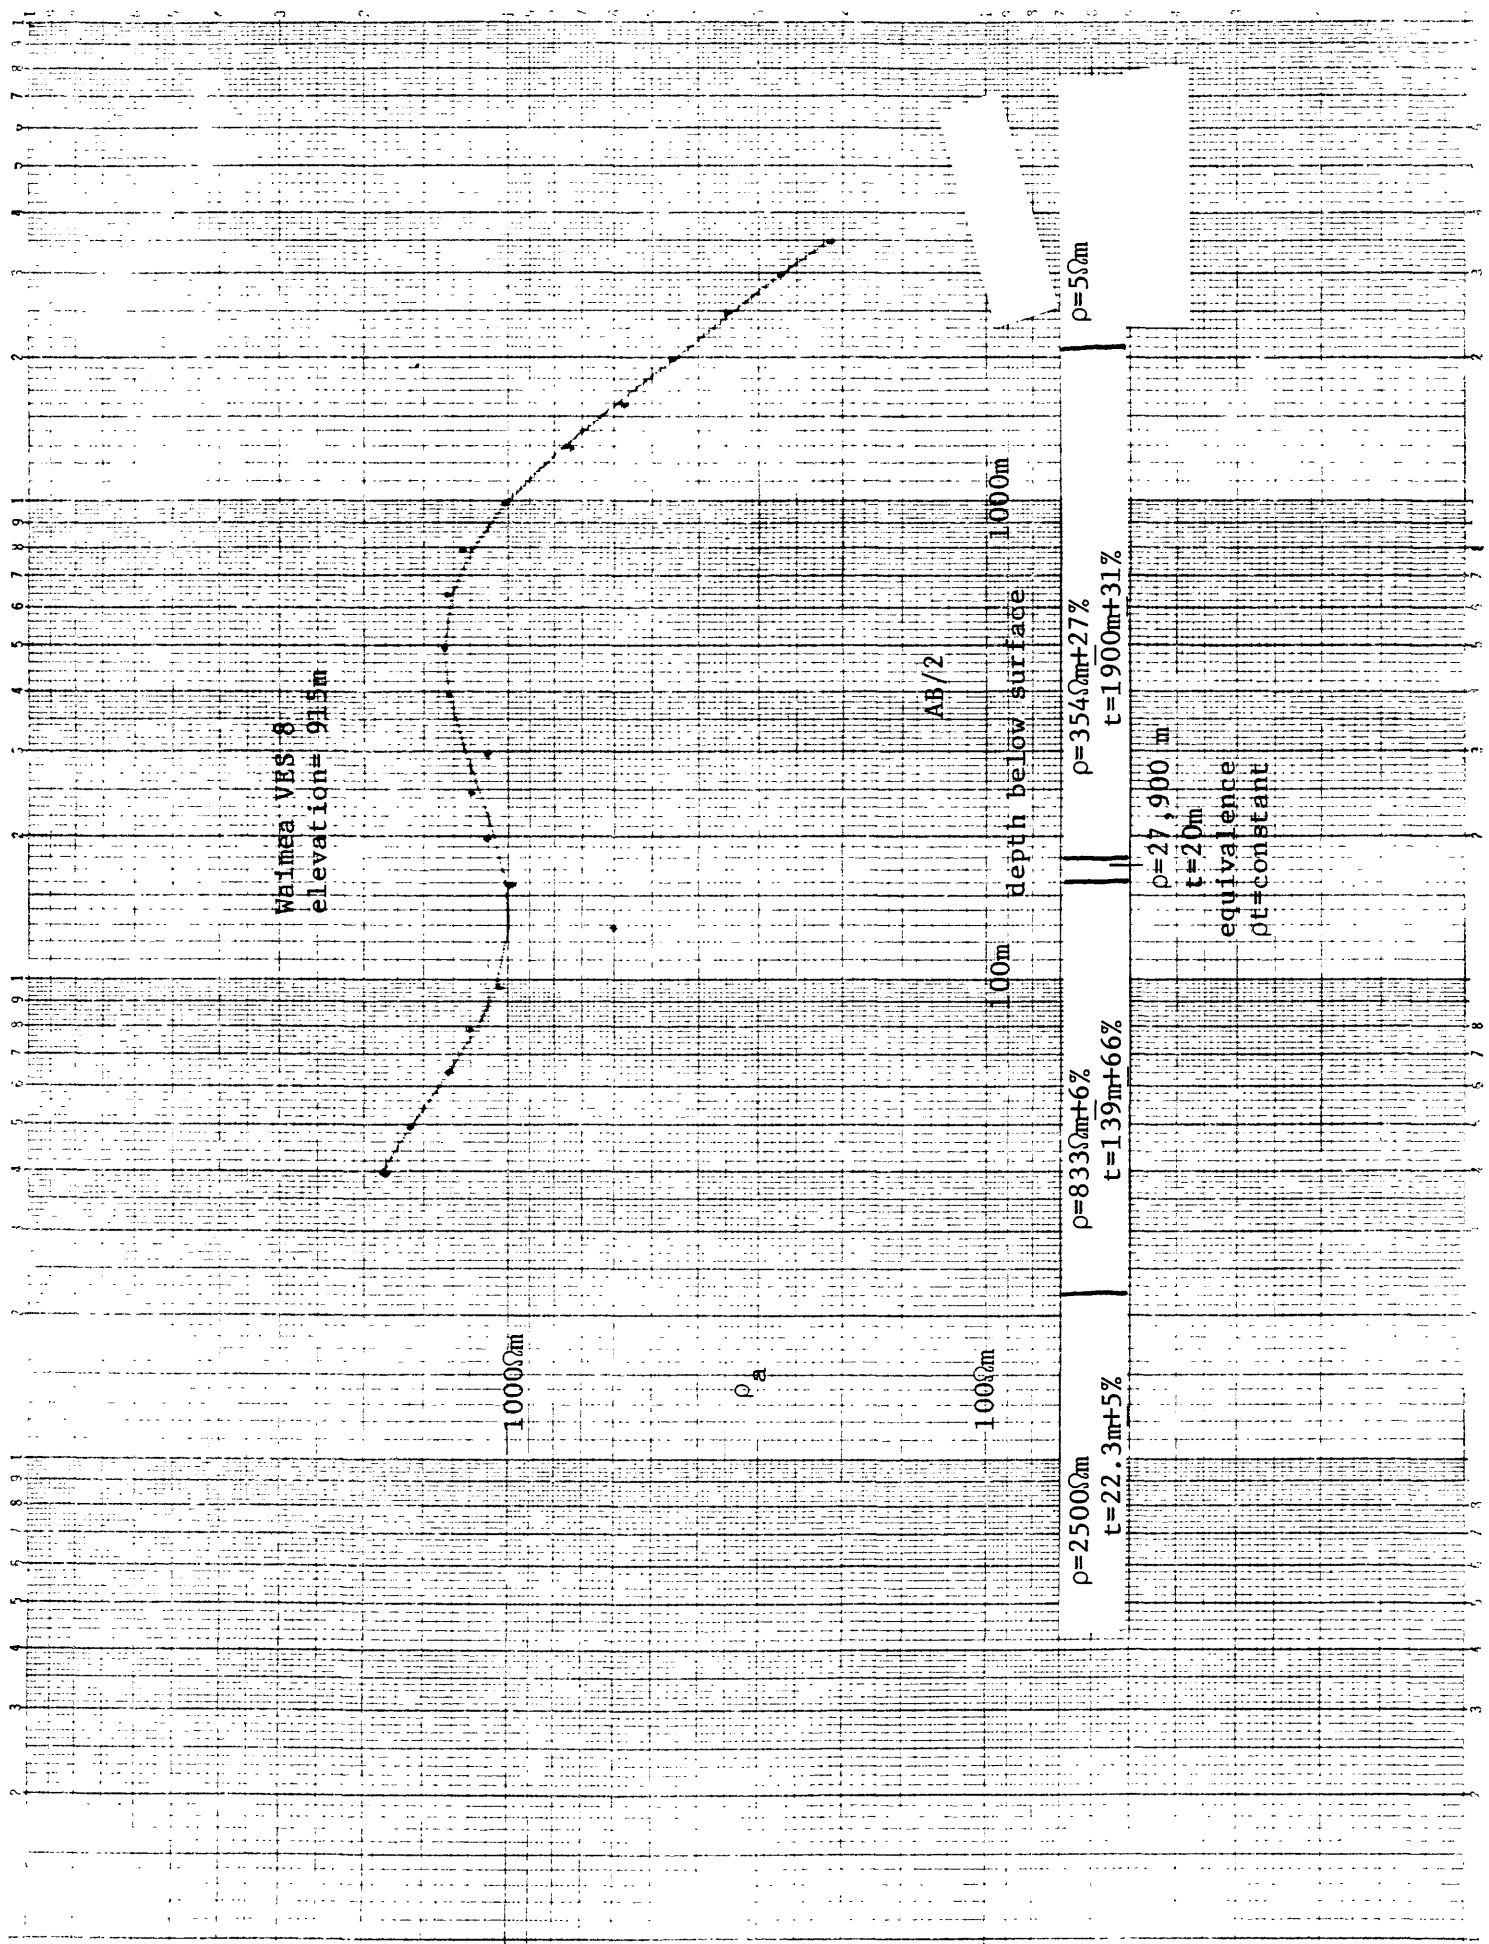 Waimea VES 8
elevation= 915m
1000Ωm
ρa
100Ωm
AB/2
100m
1000m
depth below surface
ρ=2500Ωm
t=22.3m±5%
ρ=833Ωm±6%
t=139m±66%
ρ=27,900 m
t=20m
equivalence
ρt=constant
ρ=354Ωm±27%
t=1900m±31%
ρ=5Ωm